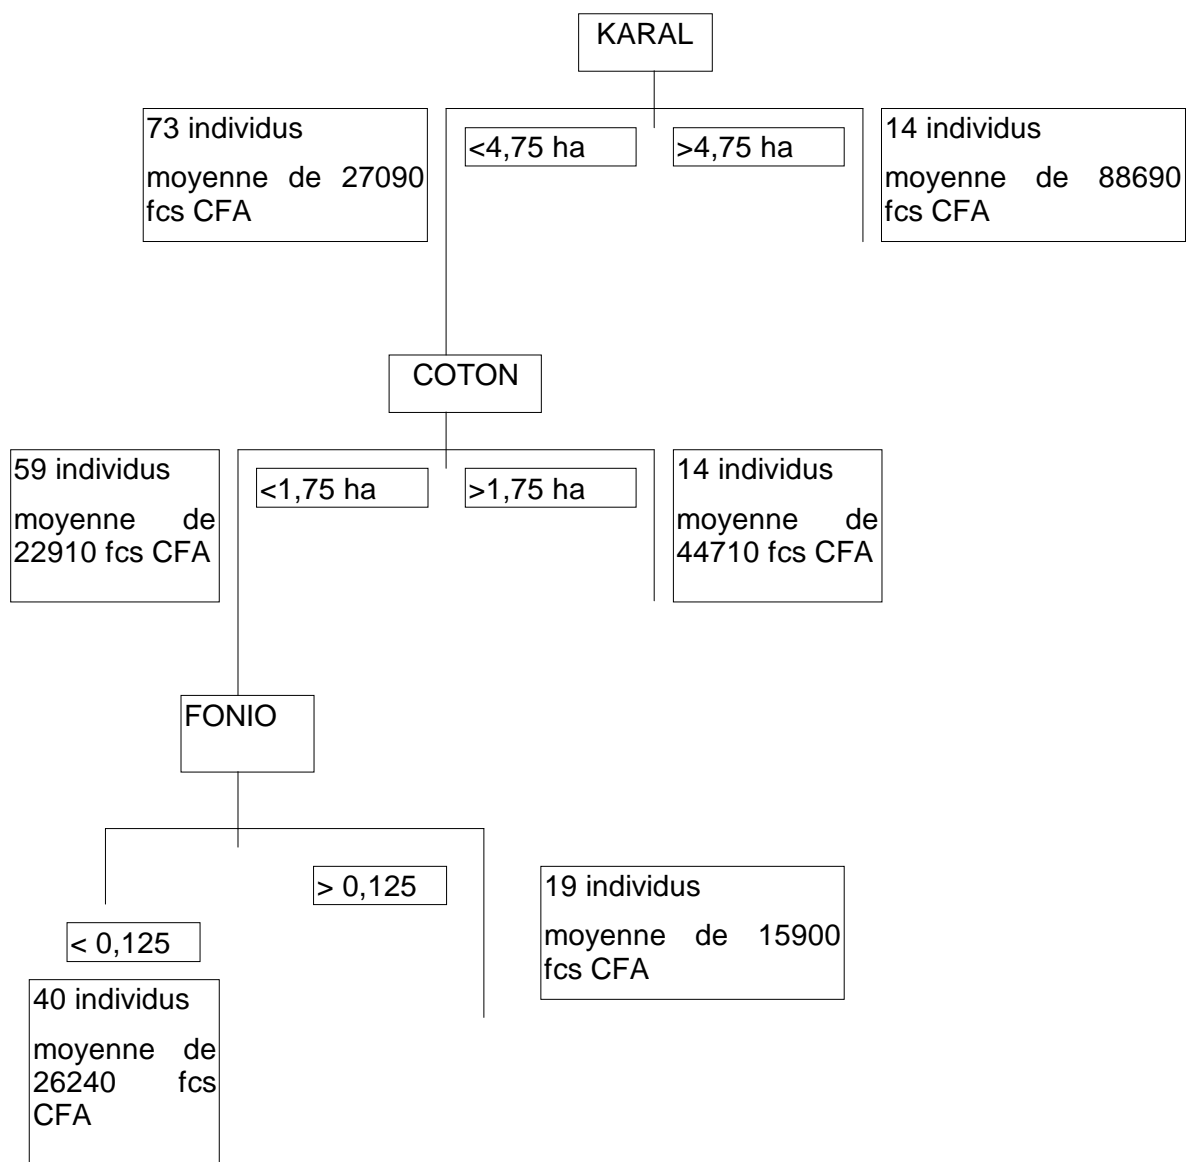 KARAL
73 individus
moyenne de 27090
fcs CFA
<4,75 ha
>4,75 ha
14 individus
moyenne de 88690
fcs CFA
COTON
59 individus
moyenne de
22910 fcs CFA
<1,75 ha
>1,75 ha
14 individus
moyenne de
44710 fcs CFA
FONIO
> 0,125
19 individus
moyenne de 15900
fcs CFA
< 0,125
40 individus
moyenne de
26240 fcs
CFA